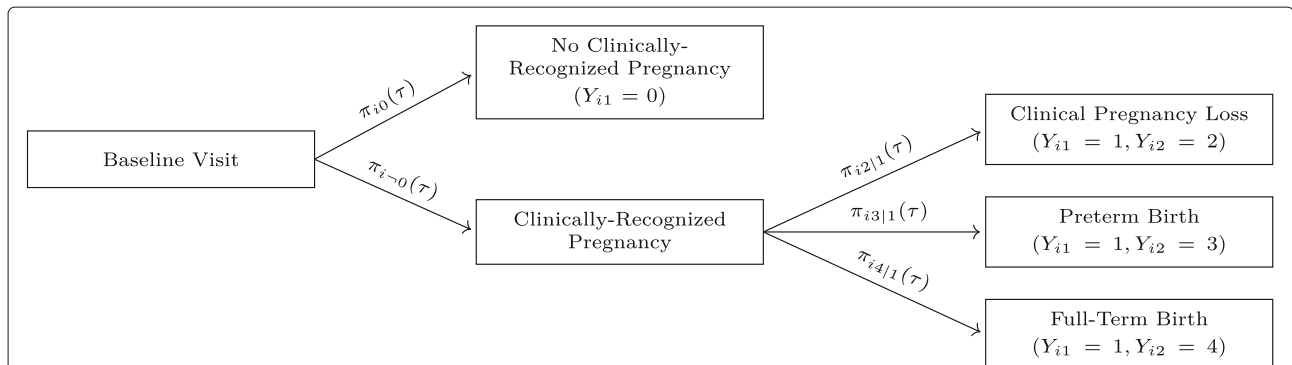 No Clinically-
Recognized Pregnancy
(Y_{i1} = 0)
π_{i0}(τ)
Baseline Visit
π_{i¬0}(τ)
Clinically-Recognized
Pregnancy
π_{i2|1}(τ)
π_{i3|1}(τ)
π_{i4|1}(τ)
Clinical Pregnancy Loss
(Y_{i1} = 1, Y_{i2} = 2)
Preterm Birth
(Y_{i1} = 1, Y_{i2} = 3)
Full-Term Birth
(Y_{i1} = 1, Y_{i2} = 4)